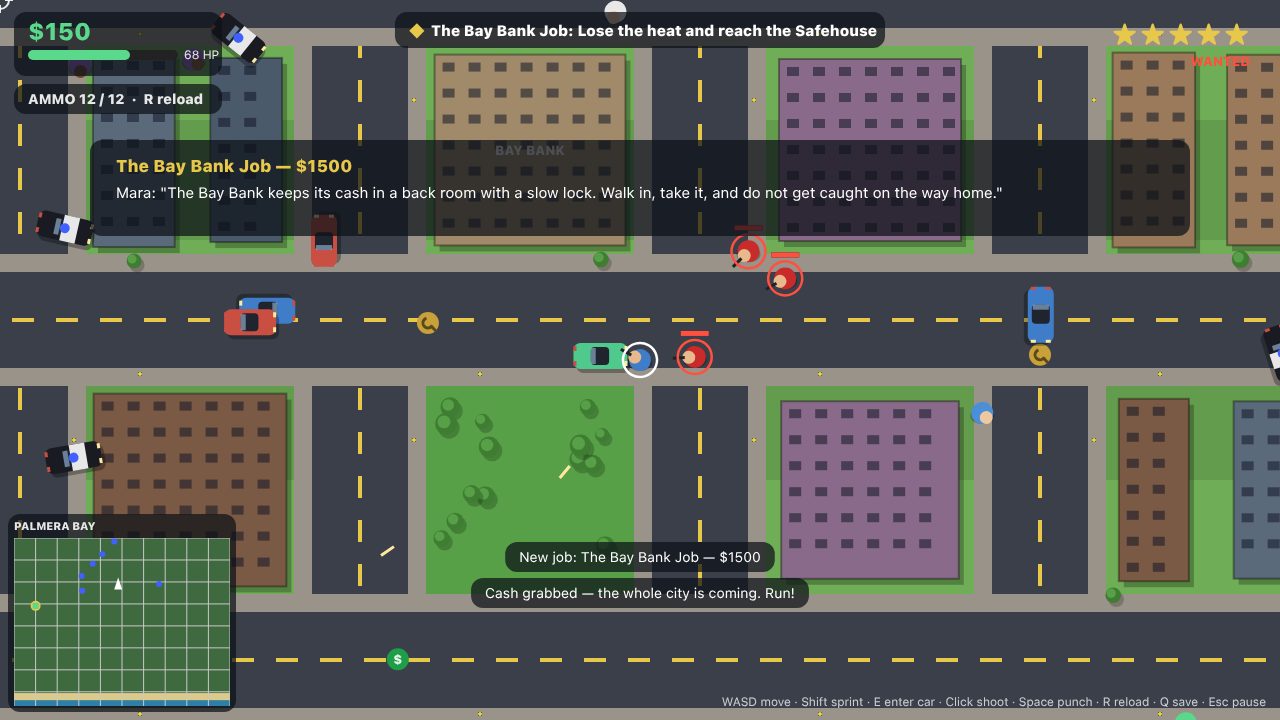 $150
68 HP
AMMO 12 / 12 · R reload
The Bay Bank Job: Lose the heat and reach the Safehouse
WANTED
BAY BANK
The Bay Bank Job — $1500
Mara: "The Bay Bank keeps its cash in a back room with a slow lock. Walk in, take it, and do not get caught on the way home."
New job: The Bay Bank Job — $1500
Cash grabbed — the whole city is coming. Run!
PALMERA BAY
$
WASD move · Shift sprint · E enter car · Click shoot · Space punch · R reload · Q save · Esc pause